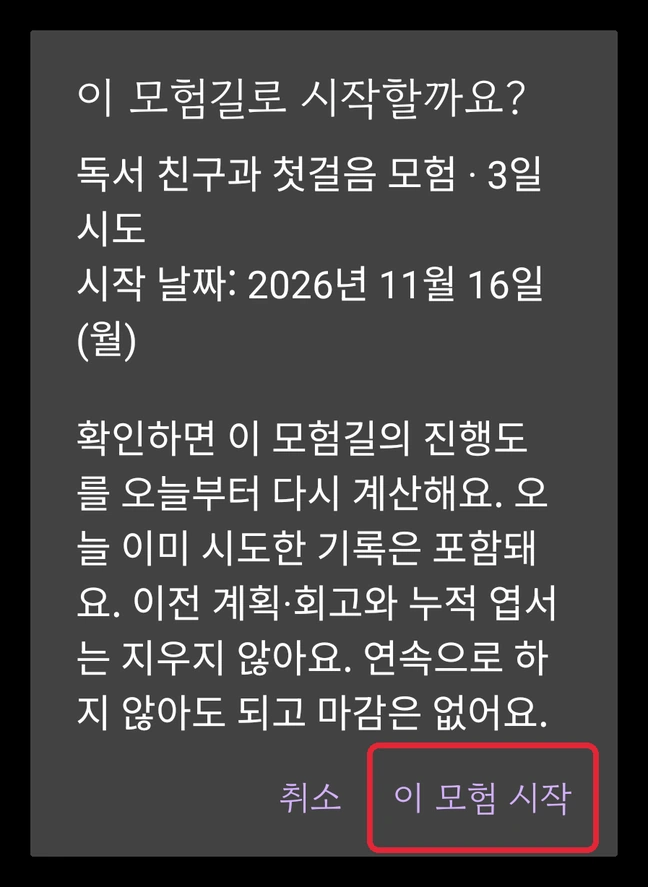 이 모험길로 시작할까요?
독서 친구과 첫걸음 모험 · 3일
시도
시작 날짜: 2026년 11월 16일
(월)
확인하면 이 모험길의 진행도
를 오늘부터 다시 계산해요. 오
늘 이미 시도한 기록은 포함돼
요. 이전 계획·회고와 누적 엽서
는 지우지 않아요. 연속으로 하
지 않아도 되고 마감은 없어요.
취소 이 모험 시작